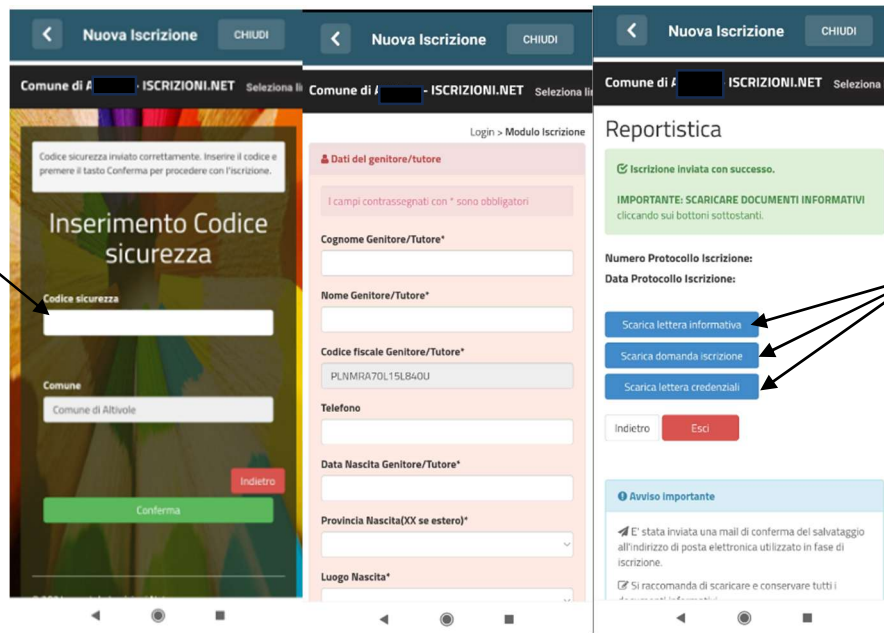 Nuova Iscrizione
CHIUDI
Comune di A
- ISCRIZIONI.NET
Seleziona li
Codice sicurezza inviato correttamente. Inserire il codice e
premere il tasto Conferma per procedere con l'iscrizione.
Inserimento Codice
sicurezza
Codice sicurezza
Comune
Comune di Altivole
Indietro
Conferma
Nuova Iscrizione
CHIUDI
Comune di
- ISCRIZIONI.NET
Seleziona lin
Login > Modulo Iscrizione
Dati del genitore/tutore
I campi contrassegnati con * sono obbligatori
Cognome Genitore/Tutore*
Nome Genitore/Tutore*
Codice fiscale Genitore/Tutore*
PLNMRA70L15L840U
Telefono
Data Nascita Genitore/Tutore*
Provincia Nascita(XX se estero)*
Luogo Nascita*
Nuova Iscrizione
CHIUDI
Comune di
ISCRIZIONI.NET
Seleziona
Reportistica
Iscrizione inviata con successo.
IMPORTANTE: SCARICARE DOCUMENTI INFORMATIVI
cliccando sui bottoni sottostanti.
Numero Protocollo Iscrizione:
Data Protocollo Iscrizione:
Scarica lettera informativa
Scarica domanda iscrizione
Scarica lettera credenziali
Indietro
Esci
Avviso importante
E' stata inviata una mail di conferma del salvataggio
all'indirizzo di posta elettronica utilizzato in fase di
iscrizione.
Si raccomanda di scaricare e conservare tutti i